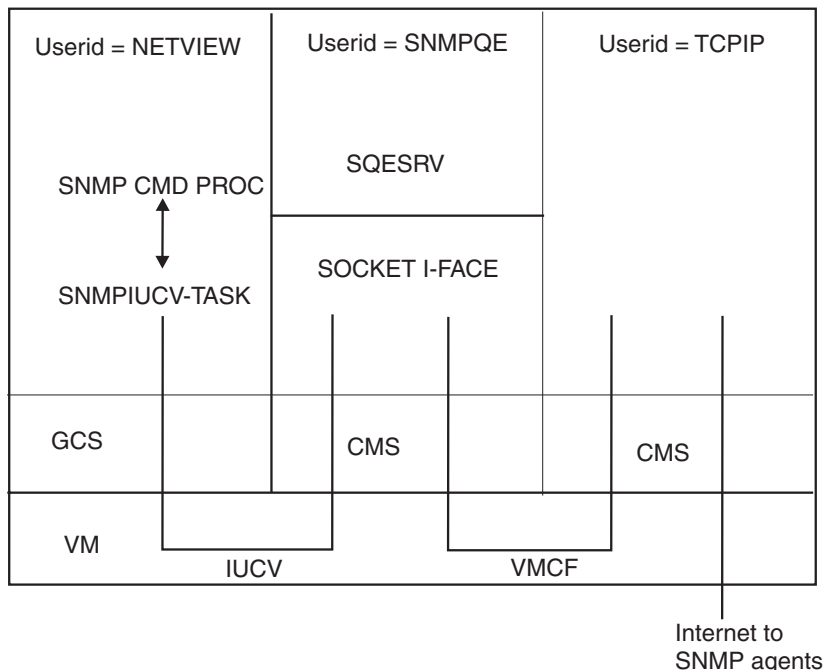 Userid = NETVIEW
Userid = SNMPQE
Userid = TCPIP
SNMP CMD PROC
SQESRV
SNMPIUCV-TASK
SOCKET I-FACE
GCS
CMS
CMS
VM
IUCV
VMCF
Internet to
SNMP agents